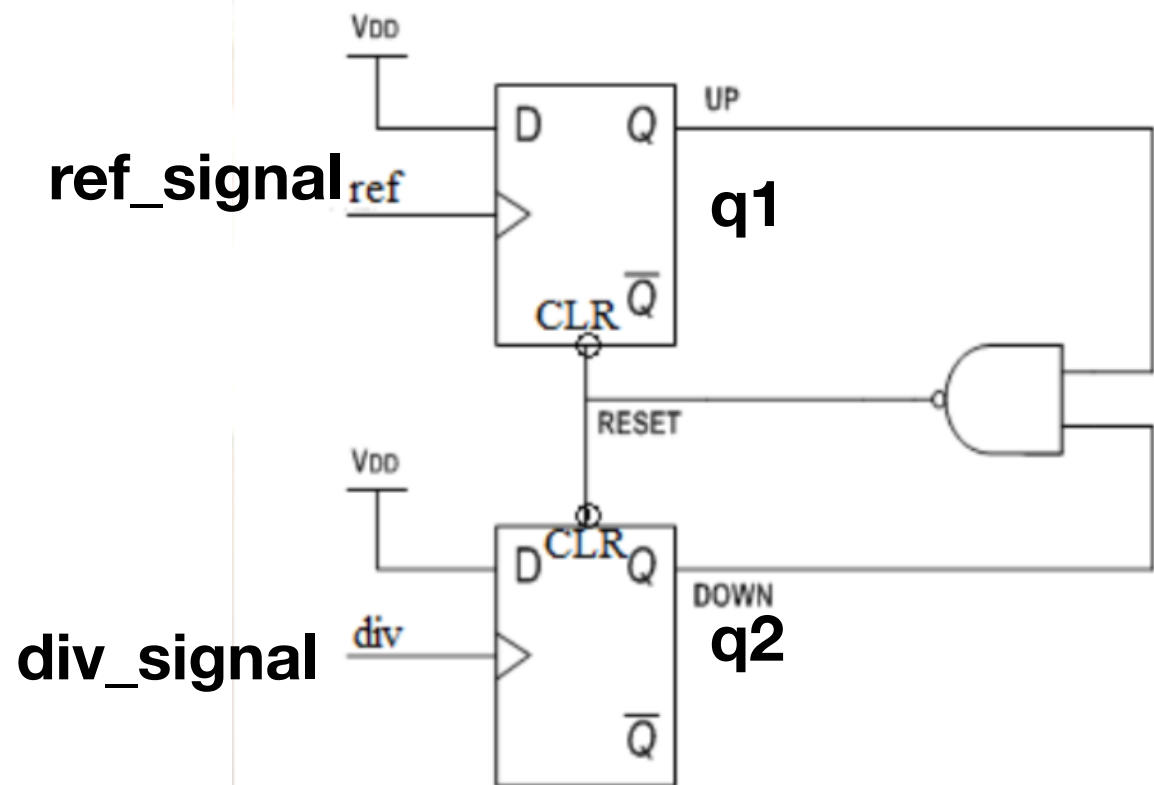 VDD
D Q UP
ref_signal ref
q1
Q
CLR
RESET
VDD
CLR
D Q
DOWN
div_signal div
q2
Q